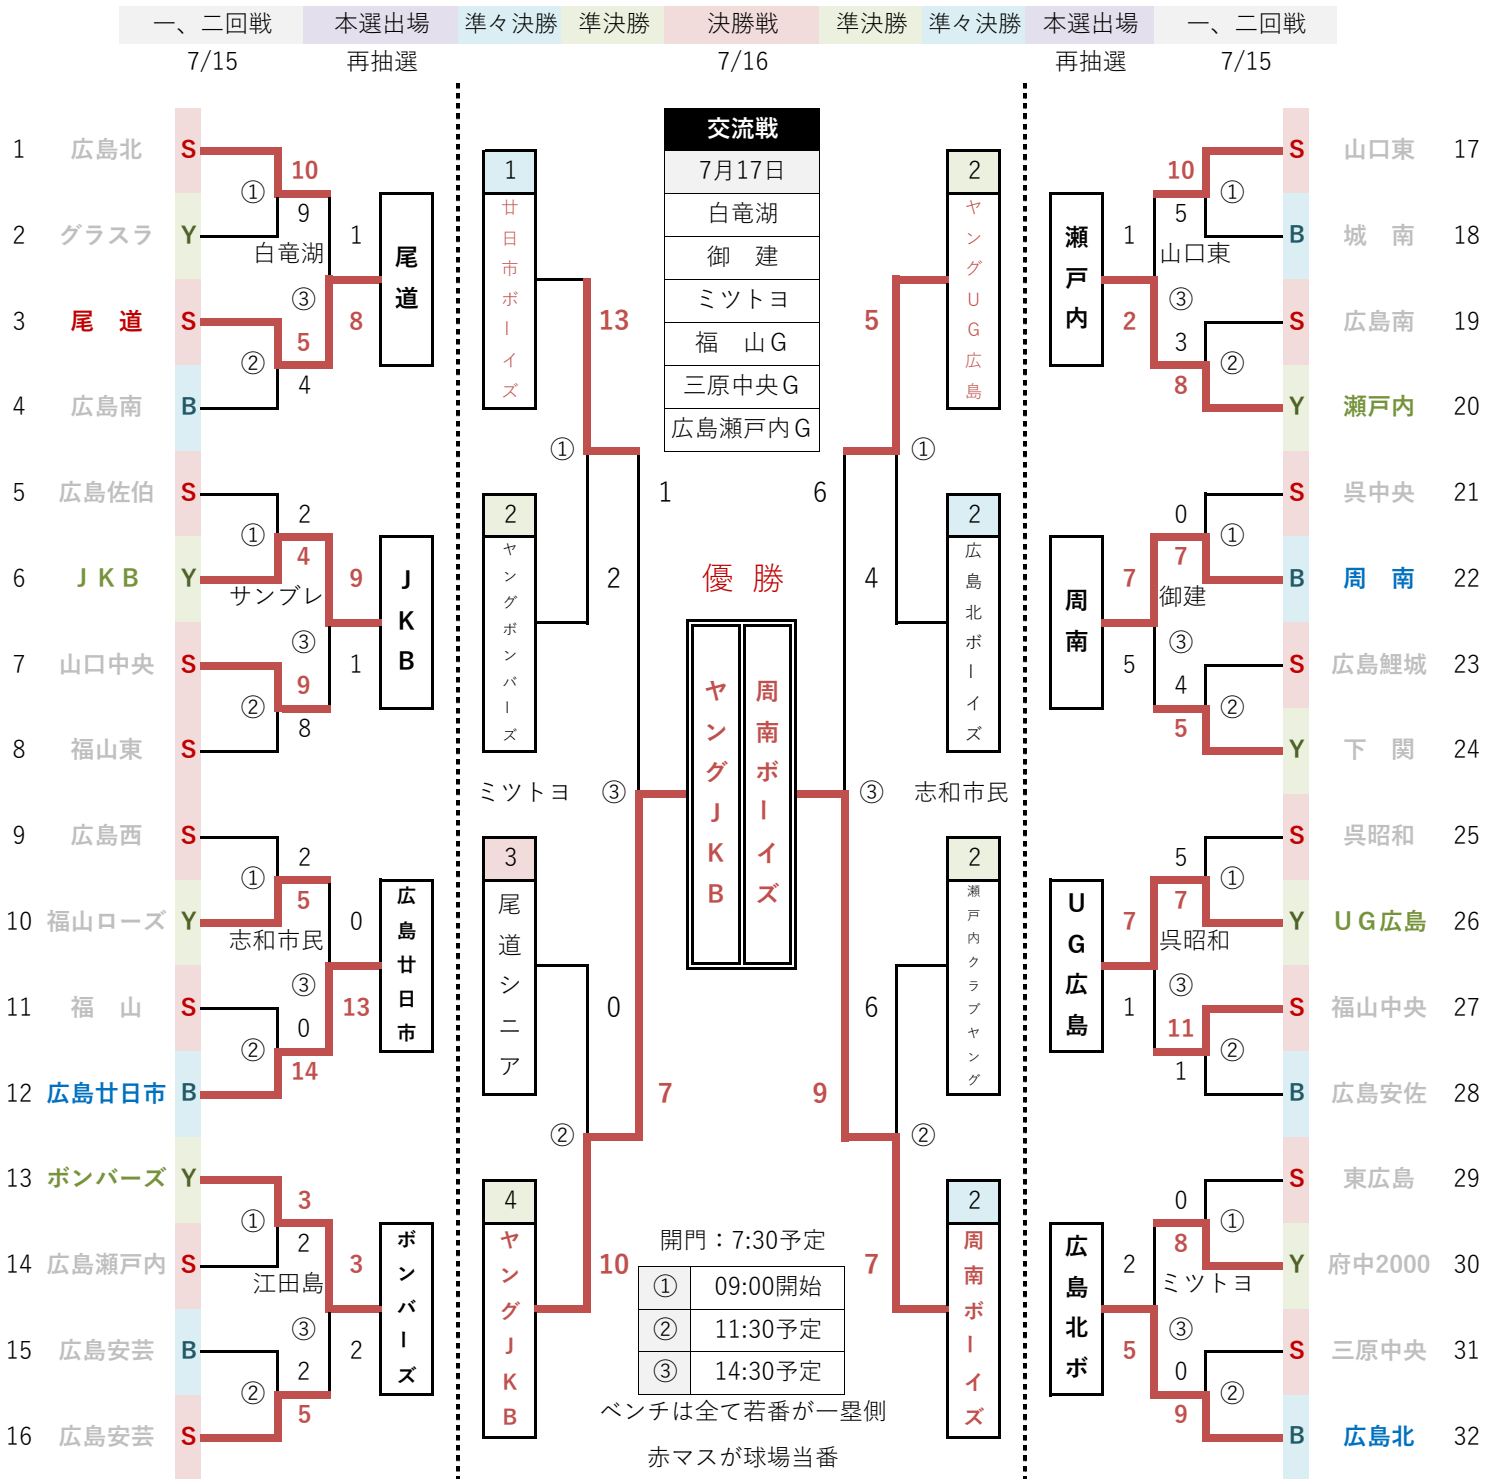 一、二回戦 本選出場 準々決勝 準決勝 決勝戦 準決勝 準々決勝 本選出場 一、二回戦
7/15 再抽選 7/16 再抽選 7/15
1 広島北 S
2 グラスラ Y
3 尾　道 S
4 広島南 B
① 10
9
白竜湖
③
5
② 4
1
8
尾道
5 広島佐伯 S
6 ＪＫＢ Y
7 山口中央 S
8 福山東 S
2
① 4
サンブレ
③
9
② 8
9
1
ＪＫＢ
9 広島西 S
10 福山ローズ Y
11 福　山 S
12 広島廿日市 B
2
① 5
志和市民
③
0
② 14
0
13
広島廿日市
13 ボンバーズ Y
14 広島瀬戸内 S
15 広島安芸 B
16 広島安芸 S
3
① 2
江田島
③
2
② 5
3
2
ボンバーズ
1
廿日市ボーイズ
13
①
2
ヤングボンバーズ
2
1
ミツトヨ ③
3
尾道シニア
0
7
②
4
ヤングＪＫＢ
10
交流戦
7月17日
白竜湖
御　建
ミツトヨ
福　山Ｇ
三原中央Ｇ
広島瀬戸内Ｇ
優勝
ヤングＪＫＢ
周南ボーイズ
開門：7:30予定
① 09:00開始
② 11:30予定
③ 14:30予定
ベンチは全て若番が一塁側
赤マスが球場当番
2
ヤングＵＧ広島
5
①
2
広島北ボーイズ
4
6
③ 志和市民
2
瀬戸内クラブヤング
6
9
②
2
周南ボーイズ
7
瀬戸内
1
2
10
5 ①
山口東
③
3
8 ②
S 山口東 17
B 城　南 18
S 広島南 19
Y 瀬戸内 20
周南
7
5
0
7 ①
御建
③
4
5 ②
S 呉中央 21
B 周　南 22
S 広島鯉城 23
Y 下　関 24
ＵＧ広島
7
1
5
7 ①
呉昭和
③
11
1 ②
S 呉昭和 25
Y ＵＧ広島 26
S 福山中央 27
B 広島安佐 28
広島北ボ
2
5
0
8 ①
ミツトヨ
③
0
9 ②
S 東広島 29
Y 府中2000 30
S 三原中央 31
B 広島北 32